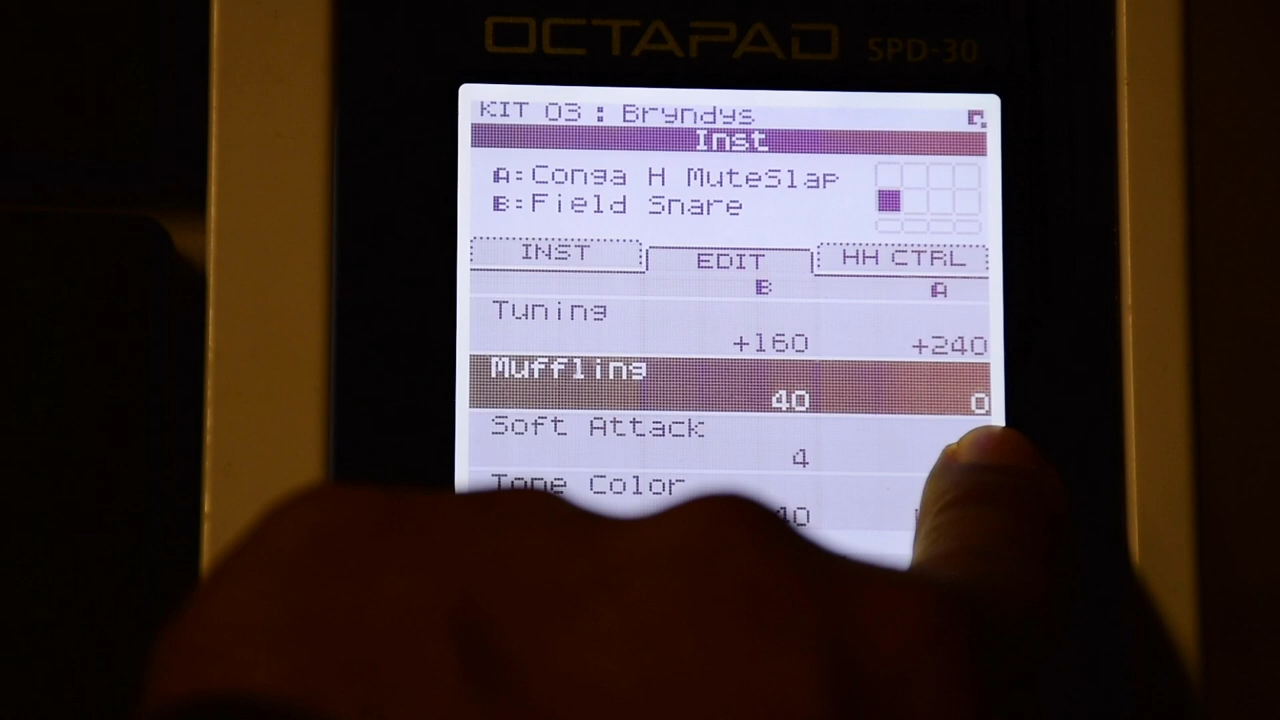 OCTAPAD SPD-30
KIT 03 : Bryndys
Inst
A:Conga H MuteSlap
B:Field Snare
INST EDIT HH CTRL
B A
Tuning
+160 +240
Muffling
40 0
Soft Attack
4
Tone Color